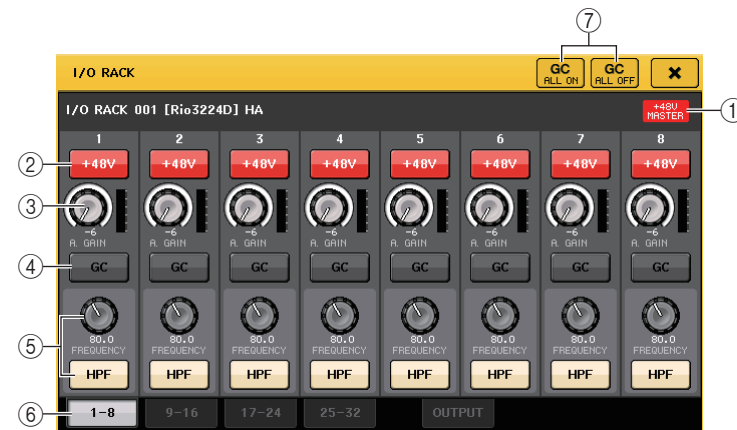 ⑦
I/O RACK GC ALL ON GC ALL OFF ×
I/O RACK 001 [Rio3224D] HA +48V MASTER ①
1 2 3 4 5 6 7 8
② +48V +48V +48V +48V +48V +48V +48V +48V
③ -6 -6 -6 -6 -6 -6 -6 -6
A. GAIN A. GAIN A. GAIN A. GAIN A. GAIN A. GAIN A. GAIN A. GAIN
④ GC GC GC GC GC GC GC GC
⑤ 80.0 80.0 80.0 80.0 80.0 80.0 80.0 80.0
FREQUENCY FREQUENCY FREQUENCY FREQUENCY FREQUENCY FREQUENCY FREQUENCY FREQUENCY
HPF HPF HPF HPF HPF HPF HPF HPF
⑥ 1-8 9-16 17-24 25-32 OUTPUT